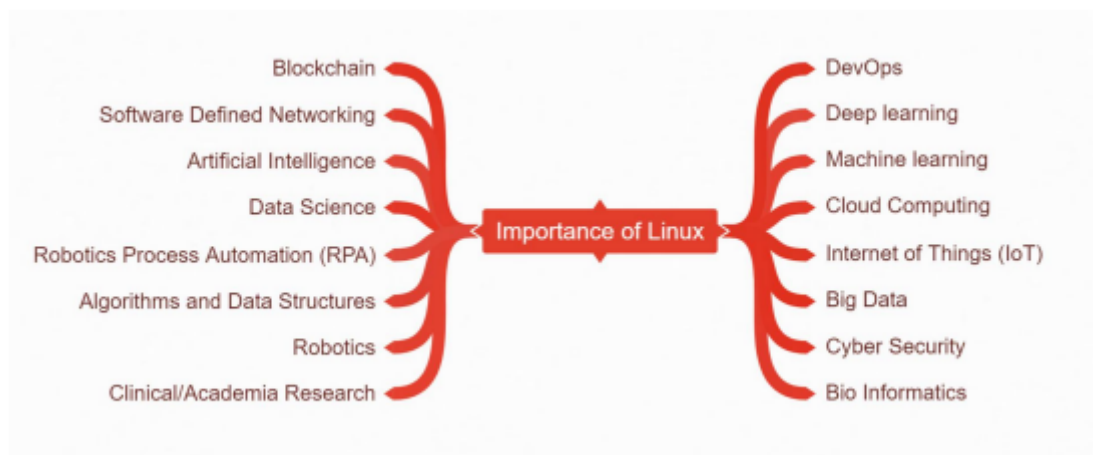 Blockchain
Software Defined Networking
Artificial Intelligence
Data Science
Robotics Process Automation (RPA)
Algorithms and Data Structures
Robotics
Clinical/Academia Research
Importance of Linux
DevOps
Deep learning
Machine learning
Cloud Computing
Internet of Things (IoT)
Big Data
Cyber Security
Bio Informatics